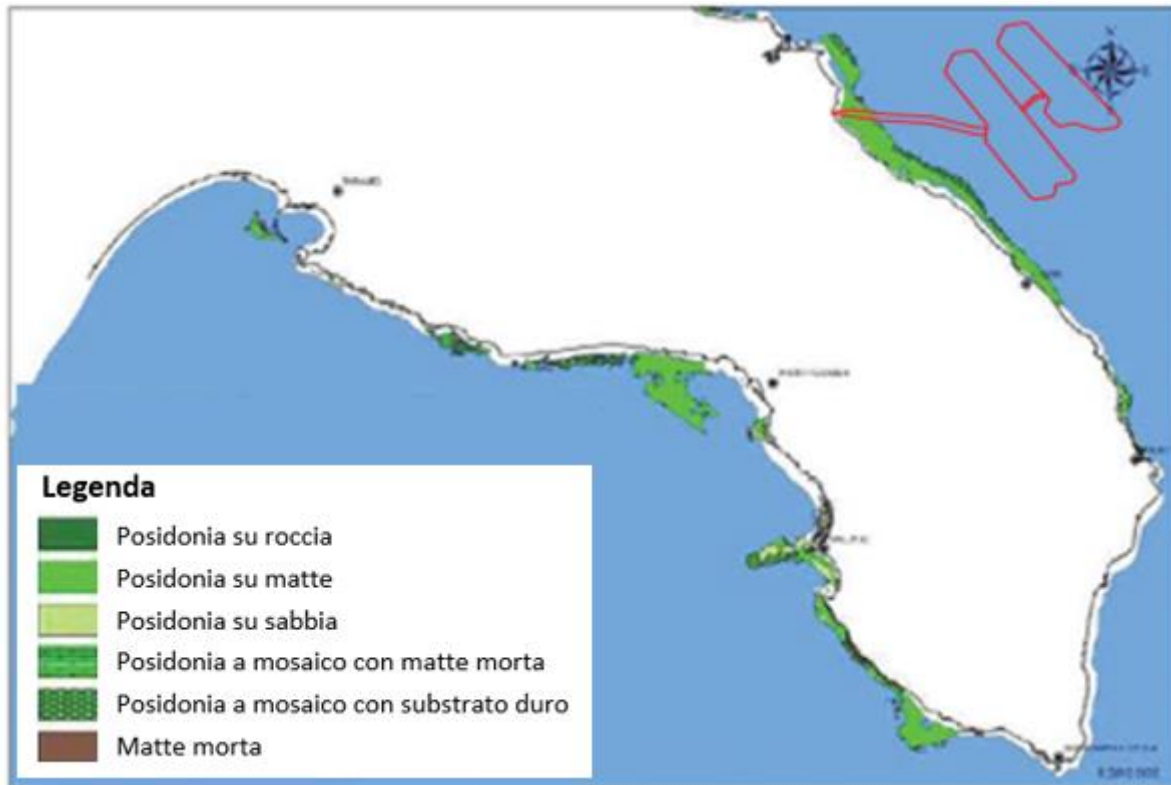 Legenda
Posidonia su roccia
Posidonia su matte
Posidonia su sabbia
Posidonia a mosaico con matte morta
Posidonia a mosaico con substrato duro
Matte morta